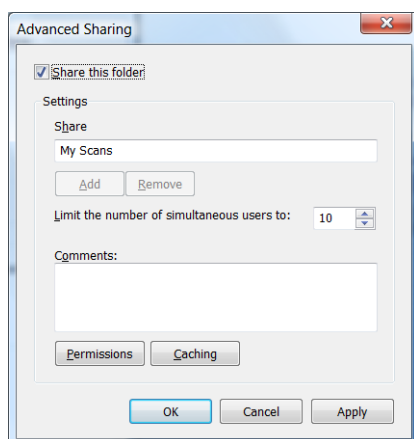 Advanced Sharing
Share this folder
Settings
Share
My Scans
Add Remove
Limit the number of simultaneous users to: 10
Comments:
Permissions Caching
OK Cancel Apply